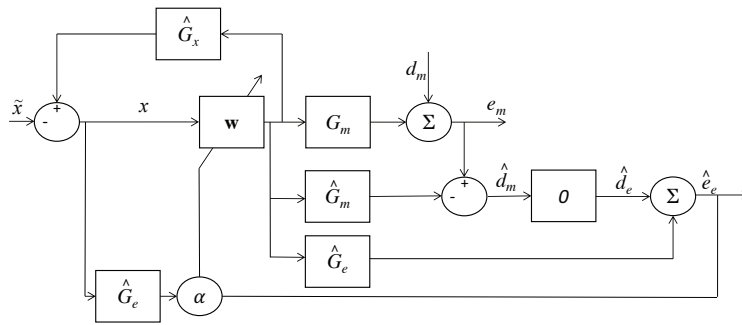 Ĝₓ
dₘ
x̃
+
-
x
w
Gₘ
Σ
eₘ
Ĝₘ
+
-
d̂ₘ
O
d̂ₑ
Σ
êₑ
Ĝₑ
Ĝₑ
α